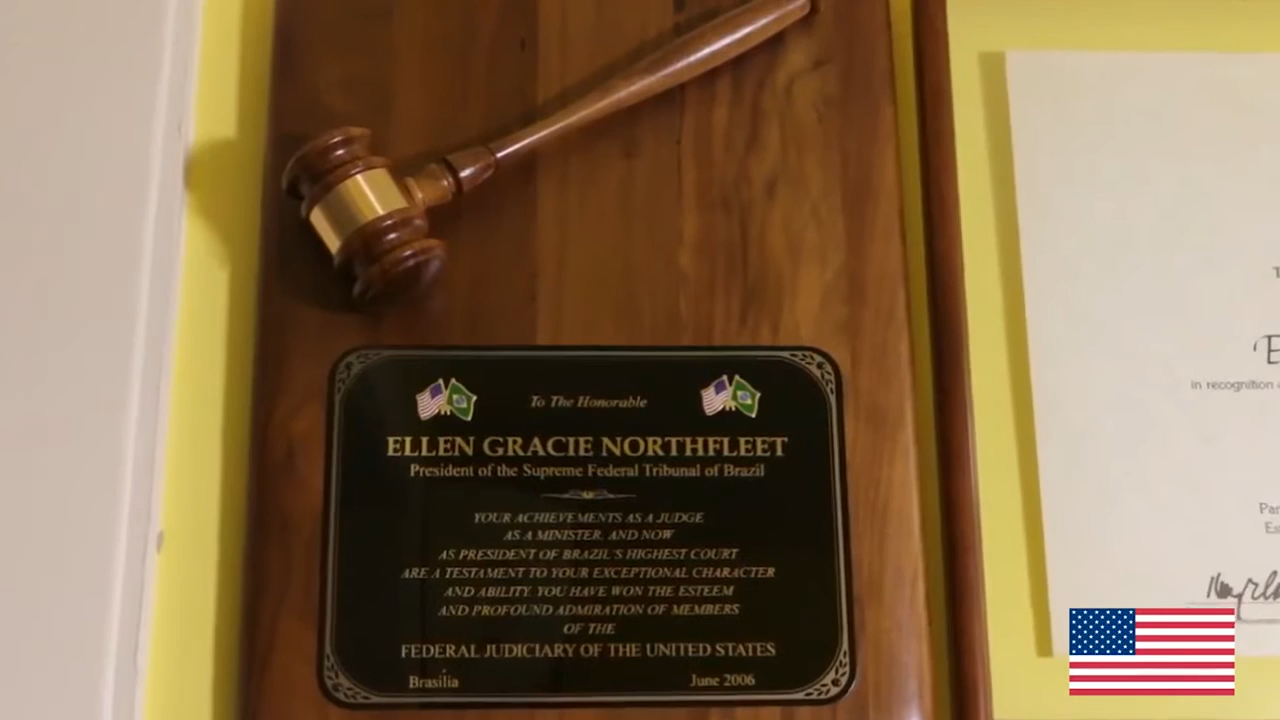 To The Honorable
ELLEN GRACIE NORTHFLEET
President of the Supreme Federal Tribunal of Brazil
YOUR ACHIEVEMENTS AS A JUDGE
AS A MINISTER, AND NOW
AS PRESIDENT OF BRAZIL'S HIGHEST COURT
ARE A TESTAMENT TO YOUR EXCEPTIONAL CHARACTER
AND ABILITY. YOU HAVE WON THE ESTEEM
AND PROFOUND ADMIRATION OF MEMBERS
OF THE
FEDERAL JUDICIARY OF THE UNITED STATES
Brasilia June 2006
in recognition